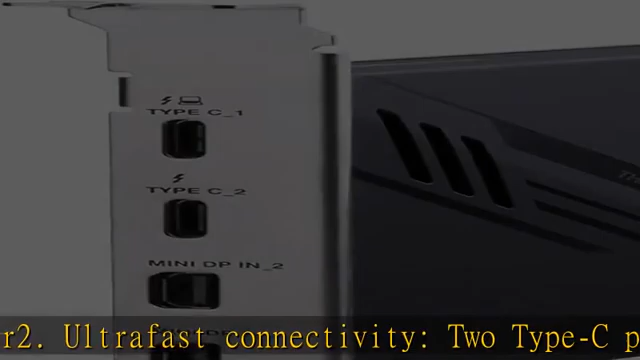 TYPE C_1
TYPE C_2
MINI DP IN_2
r2. Ultrafast connectivity: Two Type-C p